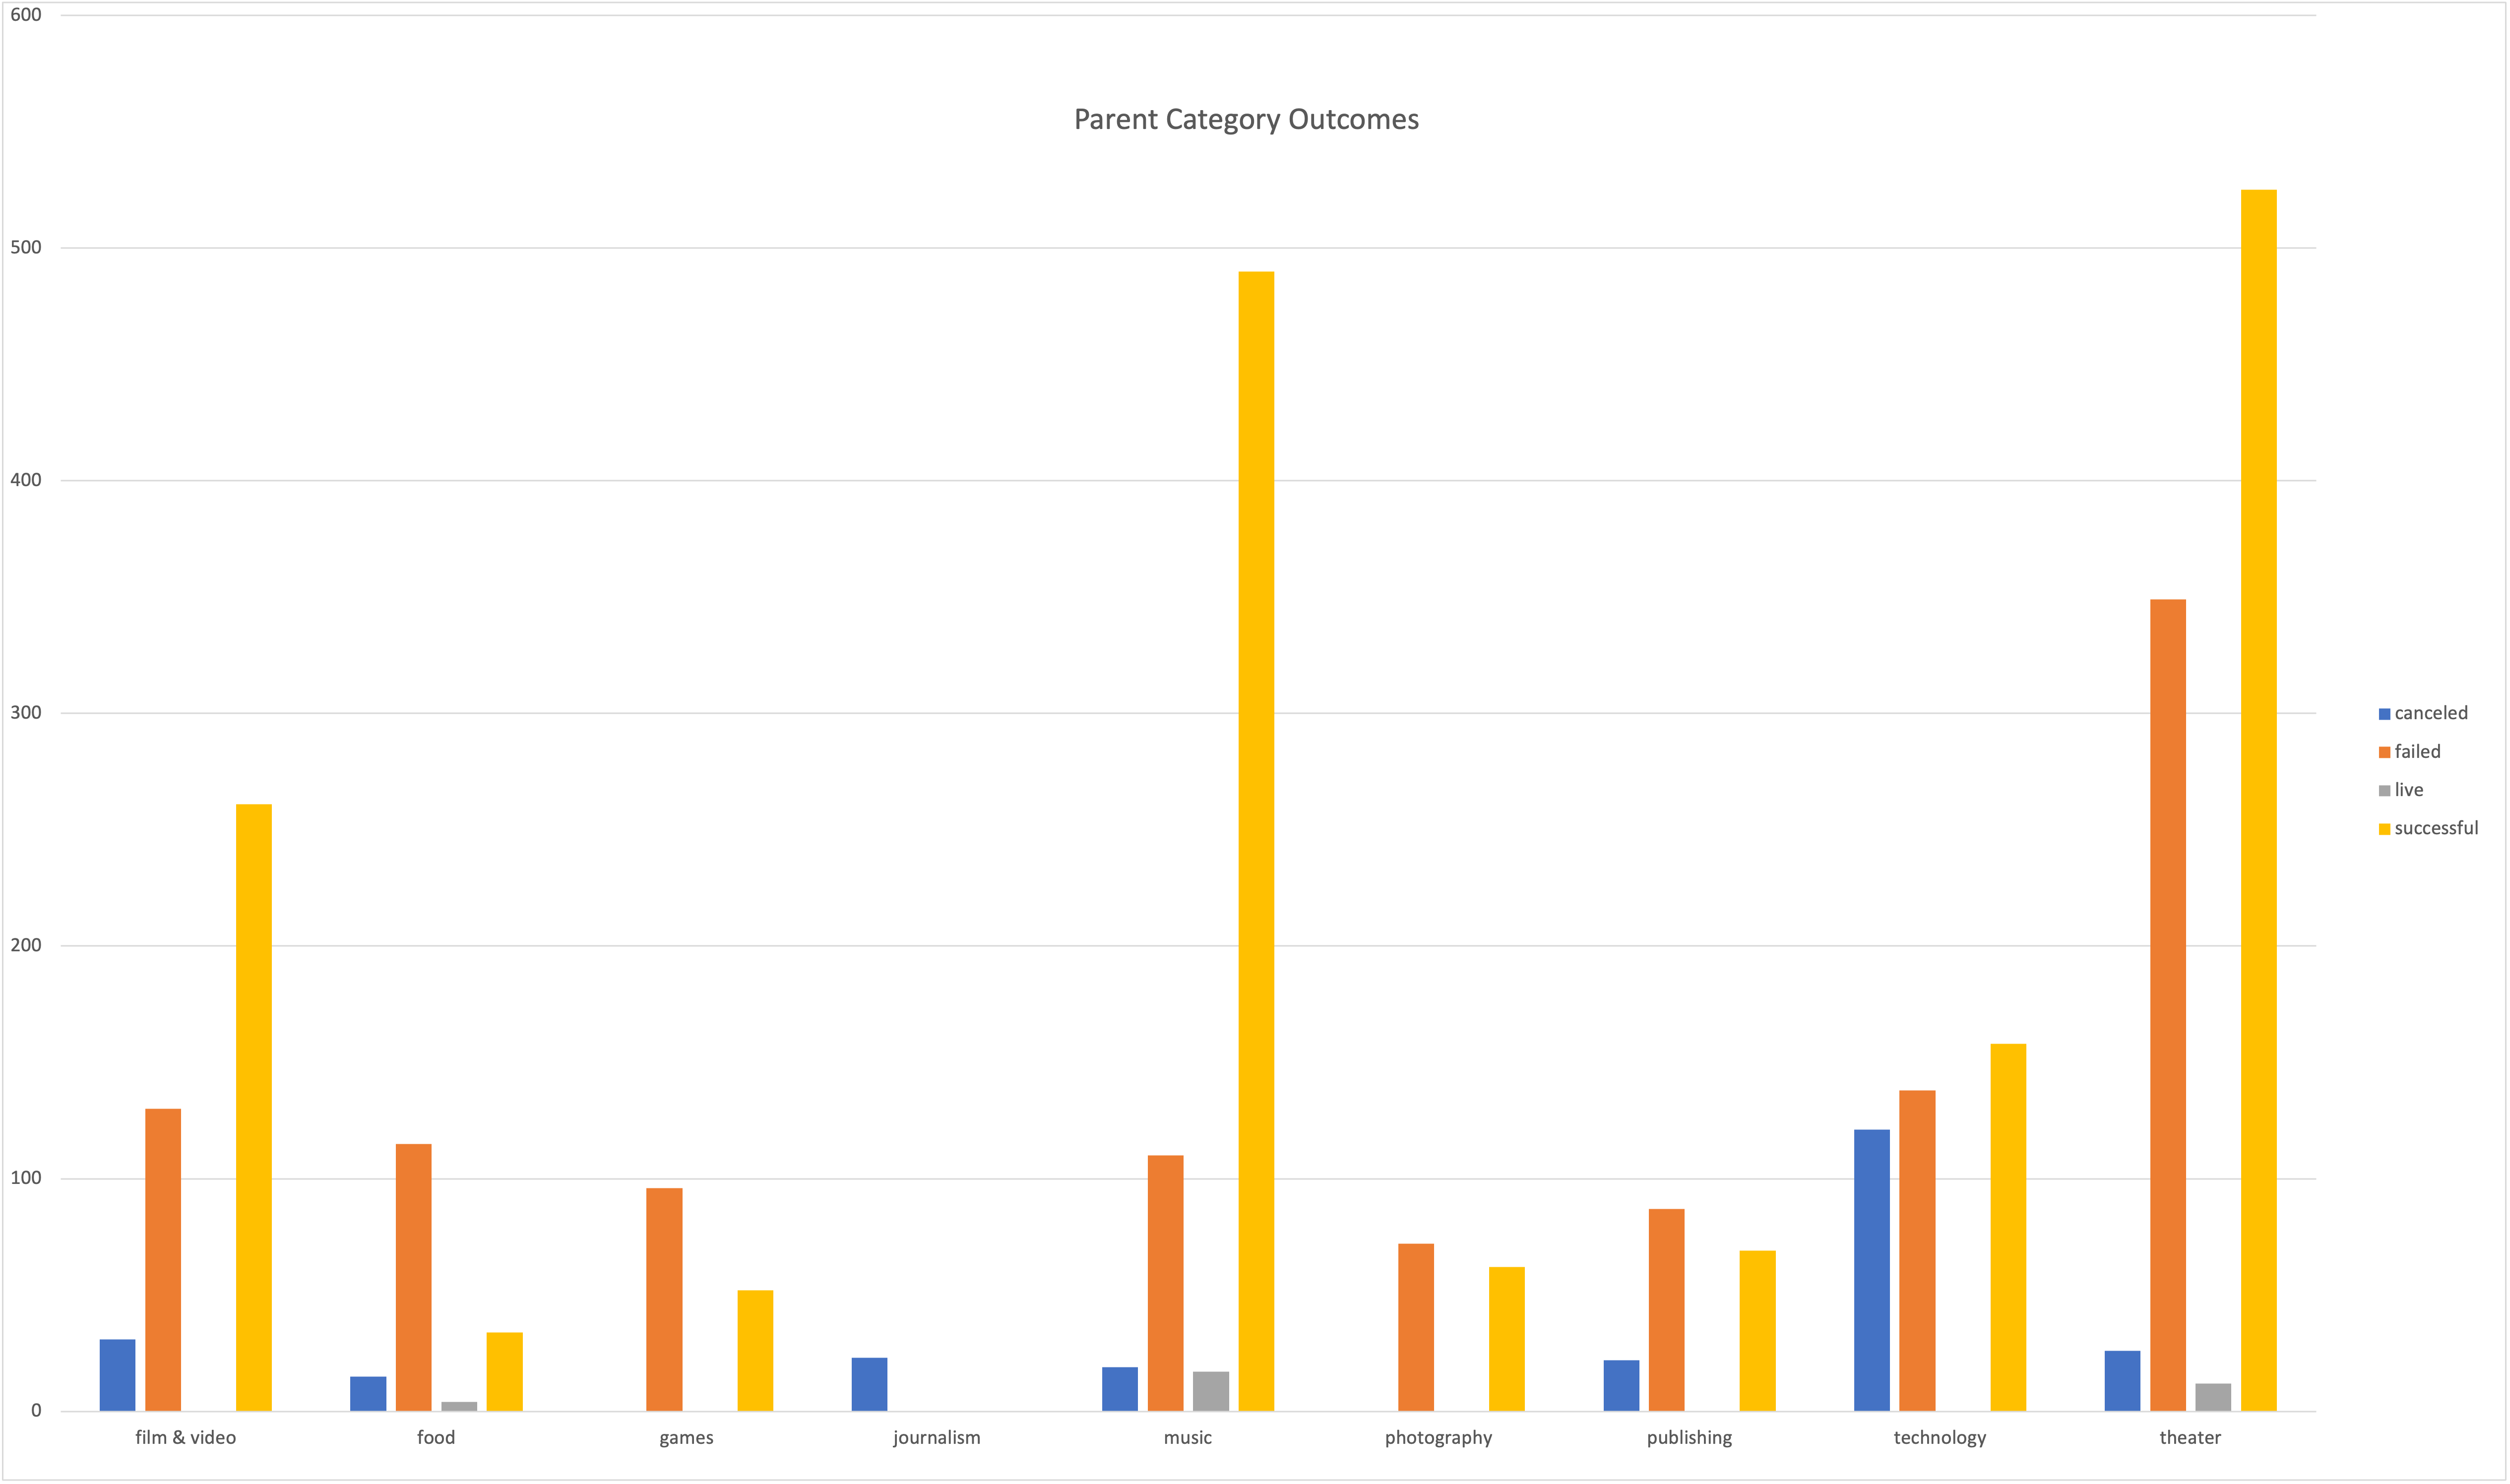 Parent Category Outcomes
600
500
400
300
200
100
0
film & video
food
games
journalism
music
photography
publishing
technology
theater
canceled
failed
live
successful